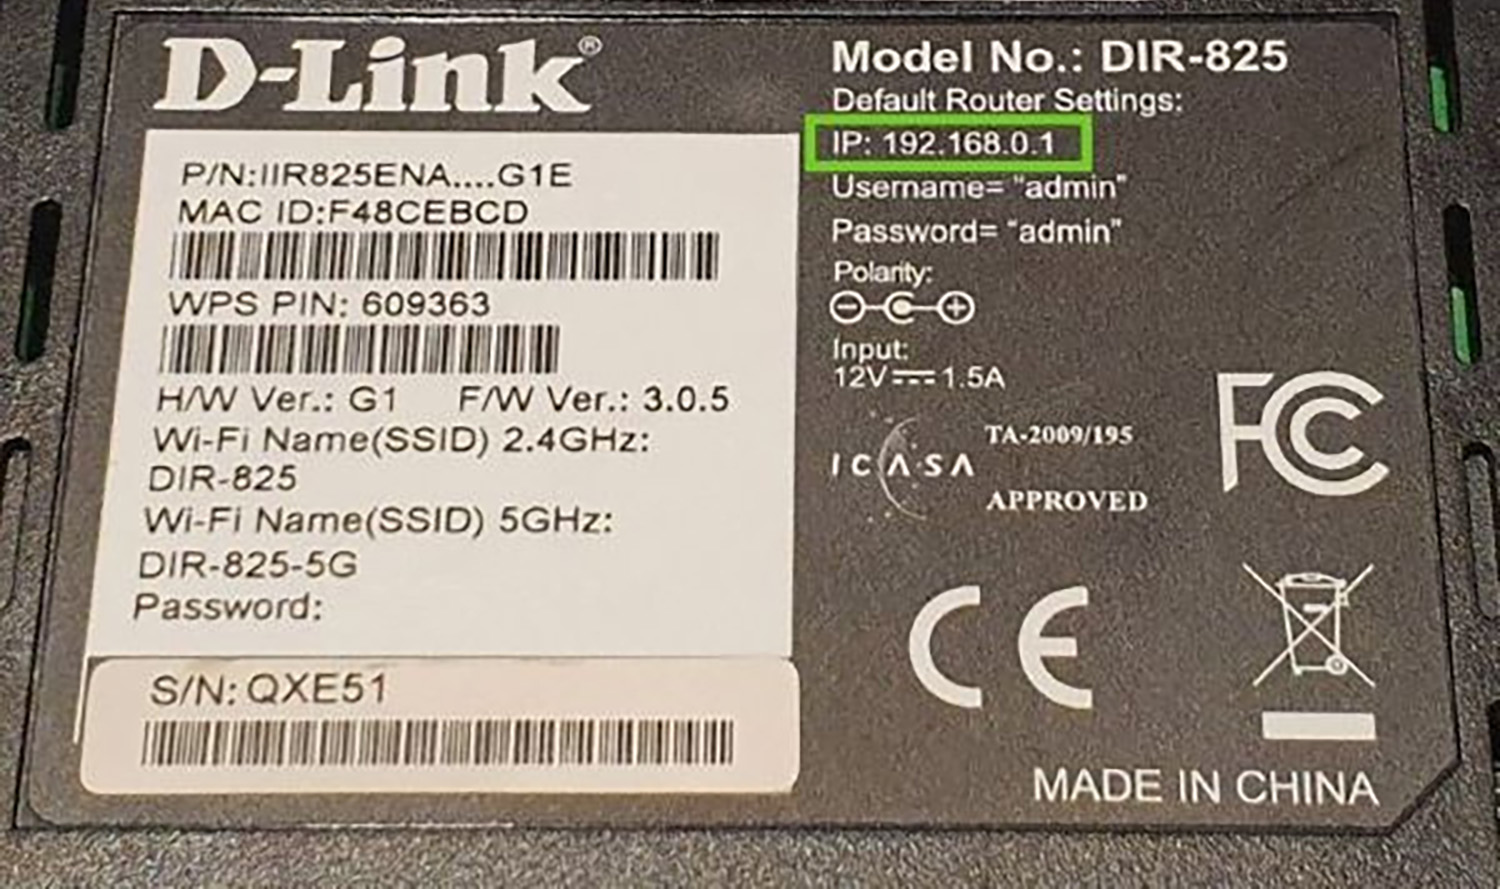 D-Link®
P/N:IIR825ENA....G1E
MAC ID:F48CEBCD
WPS PIN: 609363
H/W Ver.: G1 F/W Ver.: 3.0.5
Wi-Fi Name(SSID) 2.4GHz:
DIR-825
Wi-Fi Name(SSID) 5GHz:
DIR-825-5G
Password:
S/N: QXE51
Model No.: DIR-825
Default Router Settings:
IP: 192.168.0.1
Username= “admin”
Password= “admin”
Polarity:
Input:
12V⎓1.5A
ICASA
TA-2009/195
APPROVED
FC
CE
MADE IN CHINA